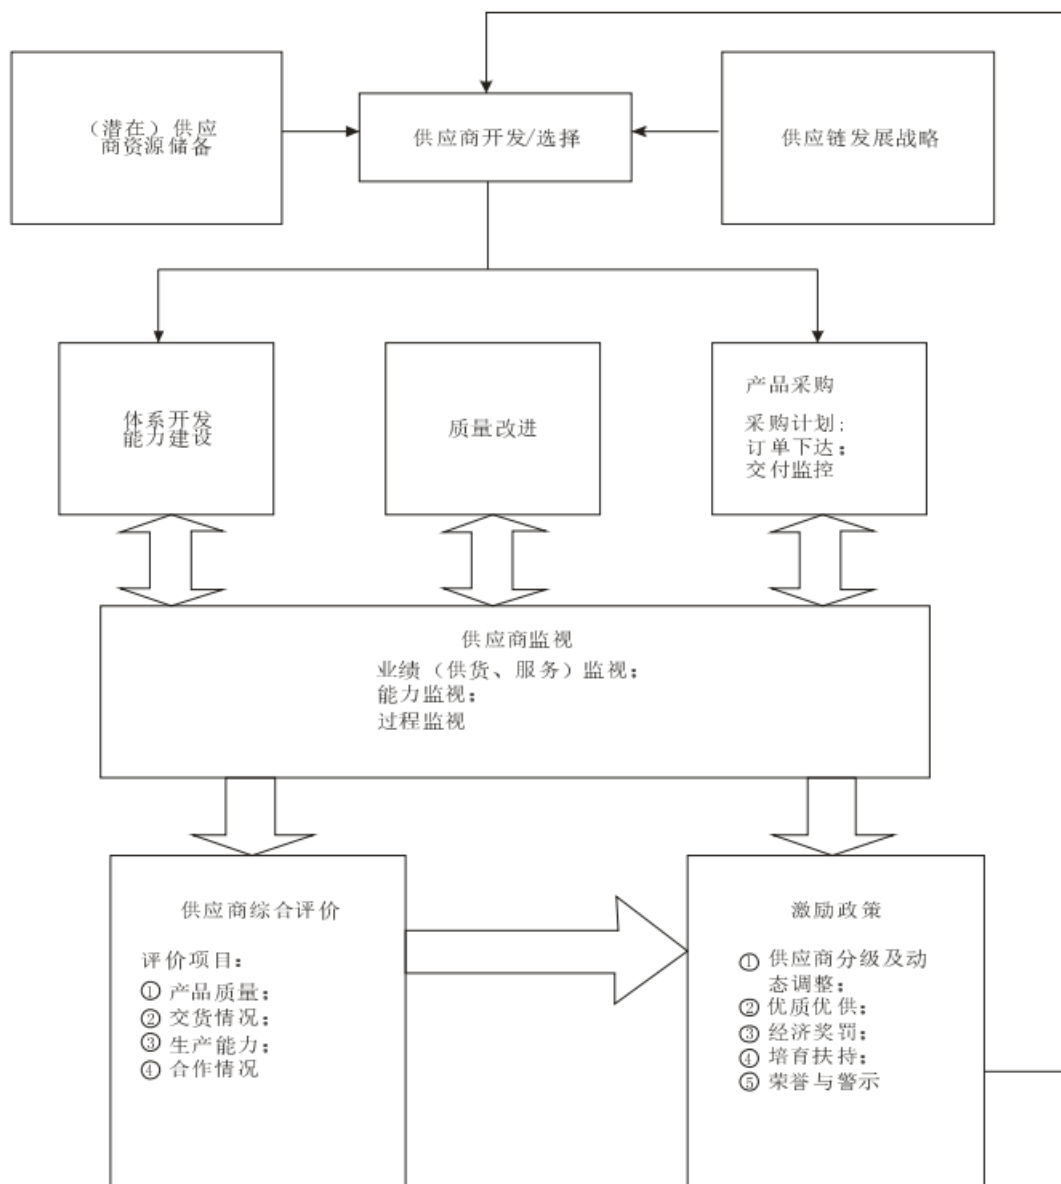 （潜在）供应
商资源储备
供应商开发/选择
供应链发展战略
体系开发
能力建设
质量改进
产品采购
采购计划;
订单下达；
交付监控
供应商监视
业绩（供货、服务）监视；
能力监视；
过程监视
供应商综合评价
评价项目：
① 产品质量；
② 交货情况；
③ 生产能力；
④ 合作情况
激励政策
① 供应商分级及动
态调整；
② 优质优供；
③ 经济奖罚；
④ 培育扶持；
⑤ 荣誉与警示